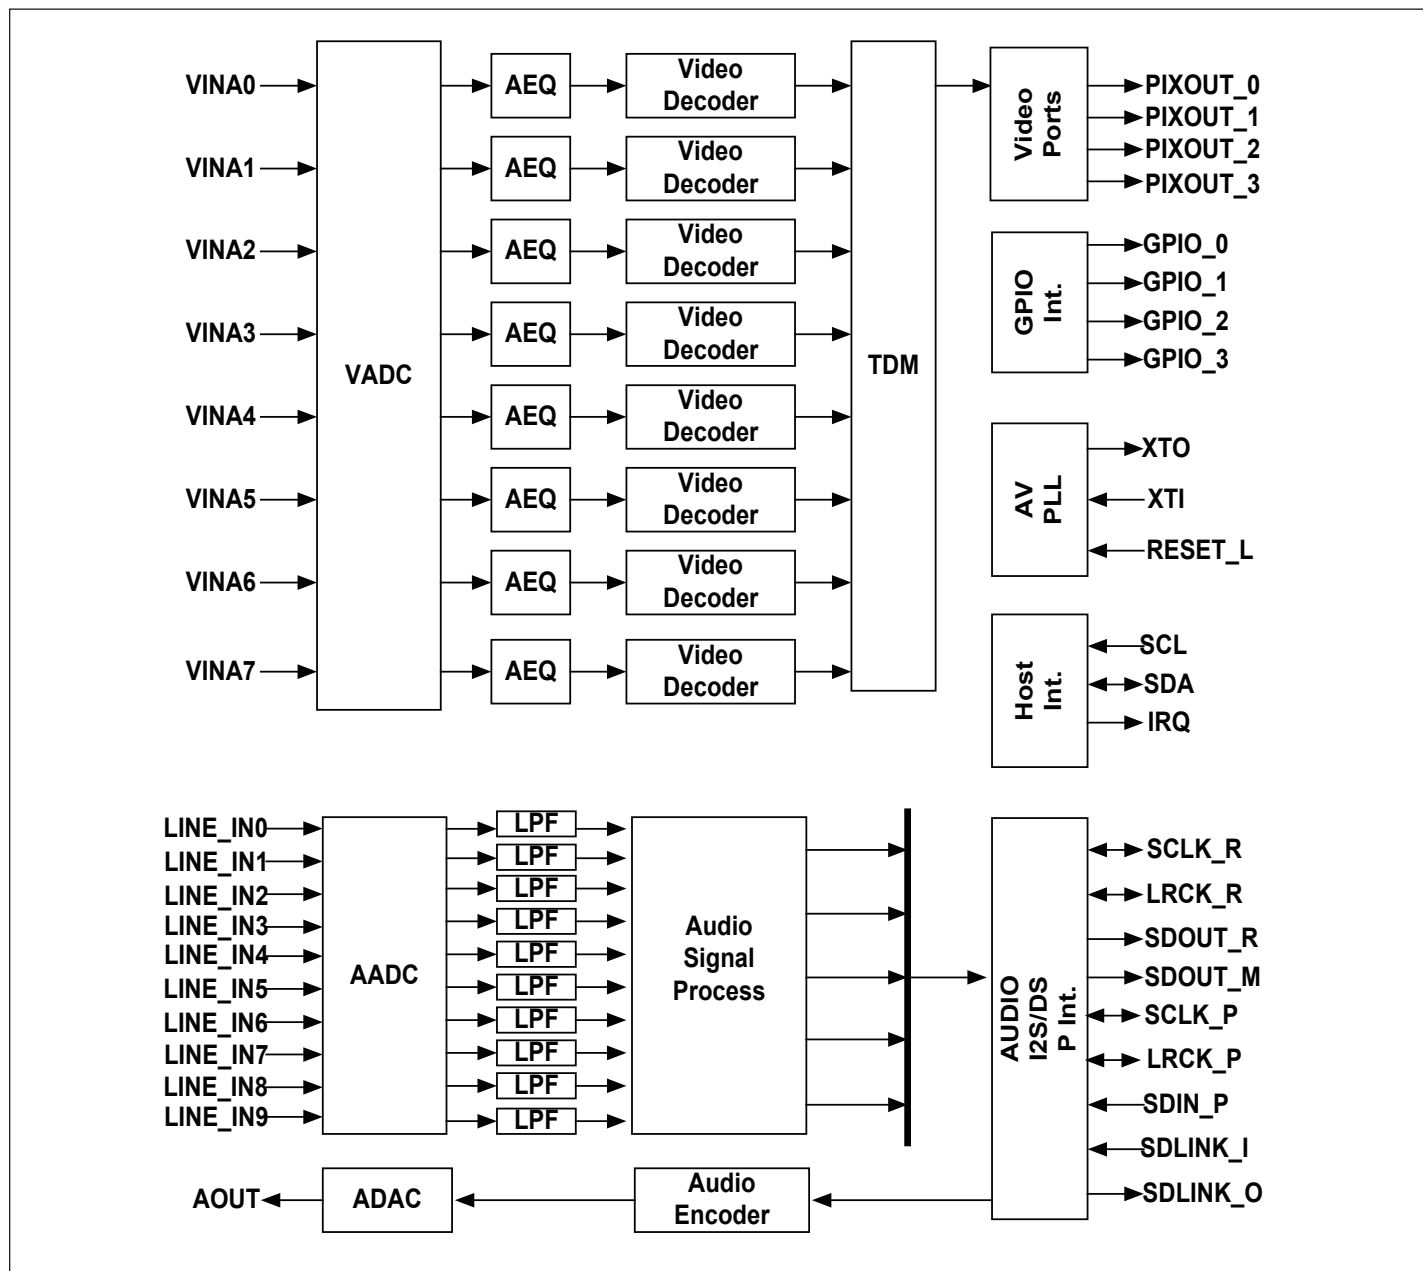 VINA0
VINA1
VINA2
VINA3
VINA4
VINA5
VINA6
VINA7
VADC
AEQ
AEQ
AEQ
AEQ
AEQ
AEQ
AEQ
AEQ
Video
Decoder
Video
Decoder
Video
Decoder
Video
Decoder
Video
Decoder
Video
Decoder
Video
Decoder
Video
Decoder
TDM
Video
Ports
PIXOUT_0
PIXOUT_1
PIXOUT_2
PIXOUT_3
GPIO
Int.
GPIO_0
GPIO_1
GPIO_2
GPIO_3
AV
PLL
XTO
XTI
RESET_L
Host
Int.
SCL
SDA
IRQ
LINE_IN0
LINE_IN1
LINE_IN2
LINE_IN3
LINE_IN4
LINE_IN5
LINE_IN6
LINE_IN7
LINE_IN8
LINE_IN9
AADC
LPF
LPF
LPF
LPF
LPF
LPF
LPF
LPF
LPF
LPF
Audio
Signal
Process
AUDIO
I2S/DS
P Int.
SCLK_R
LRCK_R
SDOUT_R
SDOUT_M
SCLK_P
LRCK_P
SDIN_P
SDLINK_I
SDLINK_O
AOUT
ADAC
Audio
Encoder